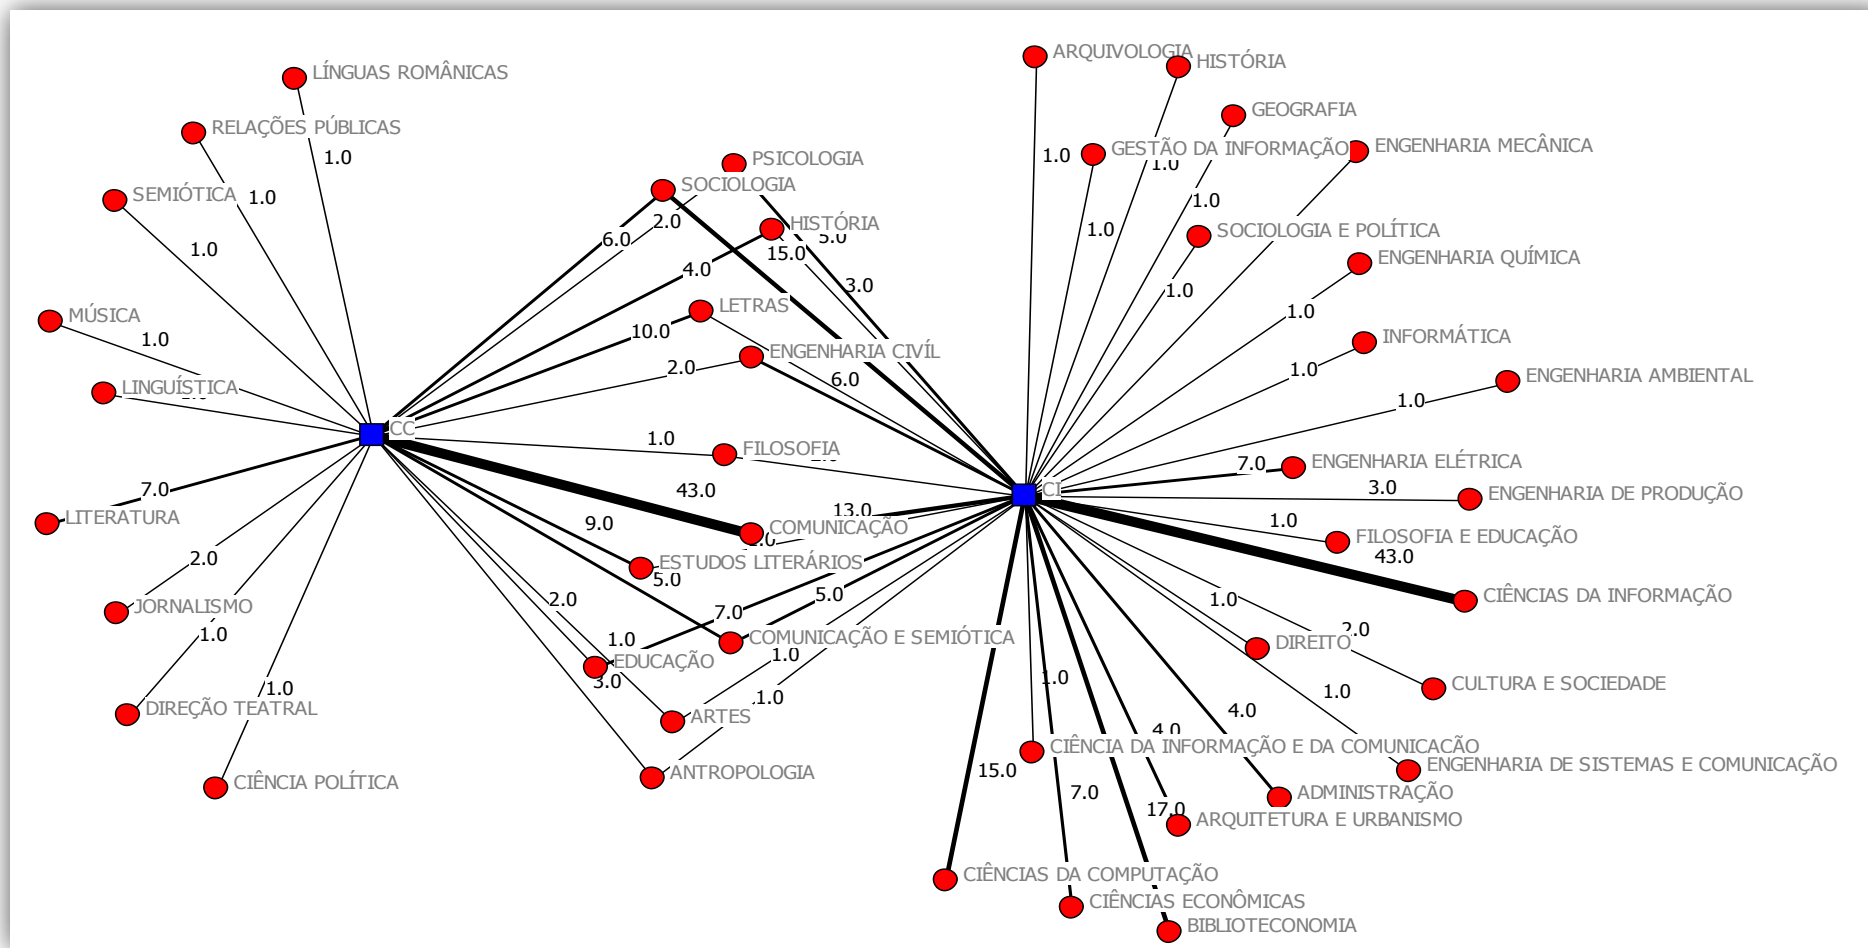 ARQUIVOLOGIA
HISTÓRIA
LÍNGUAS ROMÂNICAS
GEOGRAFIA
RELAÇÕES PÚBLICAS
GESTÃO DA INFORMAÇÃO
ENGENHARIA MECÂNICA
1.0
1.0
1.0
PSICOLOGIA
SOCIOLOGIA
SEMIÓTICA
1.0
1.0
2.0
HISTÓRIA
1.0
SOCIOLOGIA E POLÍTICA
6.0
5.0
1.0
15.0
4.0
ENGENHARIA QUÍMICA
3.0
1.0
LETRAS
1.0
MÚSICA
10.0
1.0
INFORMÁTICA
ENGENHARIA CIVÍL
2.0
1.0
ENGENHARIA AMBIENTAL
6.0
LINGUÍSTICA
1.0
CC
1.0
FILOSOFIA
7.0
ENGENHARIA ELÉTRICA
7.0
43.0
CI
3.0
ENGENHARIA DE PRODUÇÃO
LITERATURA
9.0
13.0
1.0
COMUNICAÇÃO
FILOSOFIA E EDUCAÇÃO
2.0
ESTUDOS LITERÁRIOS
43.0
5.0
5.0
CIÊNCIAS DA INFORMAÇÃO
JORNALISMO
2.0
7.0
1.0
1.0
1.0
COMUNICAÇÃO E SEMIÓTICA
2.0
DIREITO
EDUCAÇÃO
1.0
3.0
1.0
1.0
1.0
1.0
CULTURA E SOCIEDADE
DIREÇÃO TEATRAL
ARTES
4.0
4.0
CIÊNCIA DA INFORMAÇÃO E DA COMUNICAÇÃO
15.0
ANTROPOLOGIA
ENGENHARIA DE SISTEMAS E COMUNICAÇÃO
CIÊNCIA POLÍTICA
7.0
ADMINISTRAÇÃO
17.0
ARQUITETURA E URBANISMO
CIÊNCIAS DA COMPUTAÇÃO
CIÊNCIAS ECONÔMICAS
BIBLIOTECONOMIA